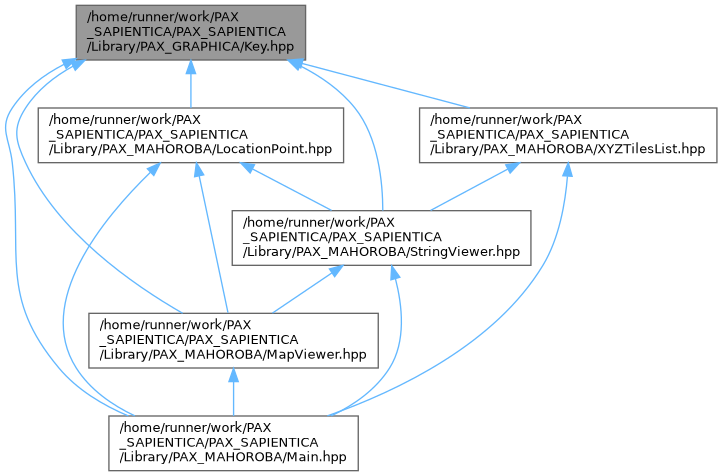 /home/runner/work/PAX
_SAPIENTICA/PAX_SAPIENTICA
/Library/PAX_GRAPHICA/Key.hpp
/home/runner/work/PAX
_SAPIENTICA/PAX_SAPIENTICA
/Library/PAX_MAHOROBA/LocationPoint.hpp
/home/runner/work/PAX
_SAPIENTICA/PAX_SAPIENTICA
/Library/PAX_MAHOROBA/XYZTilesList.hpp
/home/runner/work/PAX
_SAPIENTICA/PAX_SAPIENTICA
/Library/PAX_MAHOROBA/StringViewer.hpp
/home/runner/work/PAX
_SAPIENTICA/PAX_SAPIENTICA
/Library/PAX_MAHOROBA/MapViewer.hpp
/home/runner/work/PAX
_SAPIENTICA/PAX_SAPIENTICA
/Library/PAX_MAHOROBA/Main.hpp